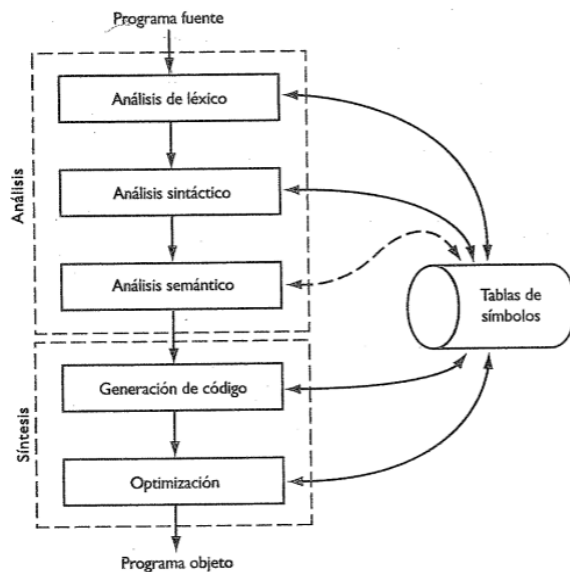 Programa fuente
Análisis de léxico
Análisis
Análisis sintáctico
Análisis semántico
Tablas de
símbolos
Síntesis
Generación de código
Optimización
Programa objeto